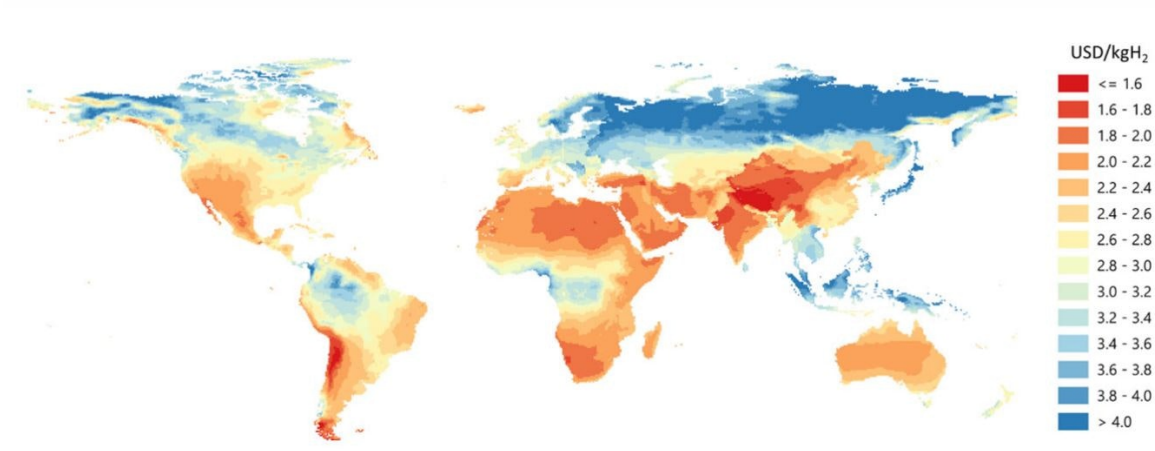 USD/kgH₂
<= 1.6
1.6 - 1.8
1.8 - 2.0
2.0 - 2.2
2.2 - 2.4
2.4 - 2.6
2.6 - 2.8
2.8 - 3.0
3.0 - 3.2
3.2 - 3.4
3.4 - 3.6
3.6 - 3.8
3.8 - 4.0
> 4.0